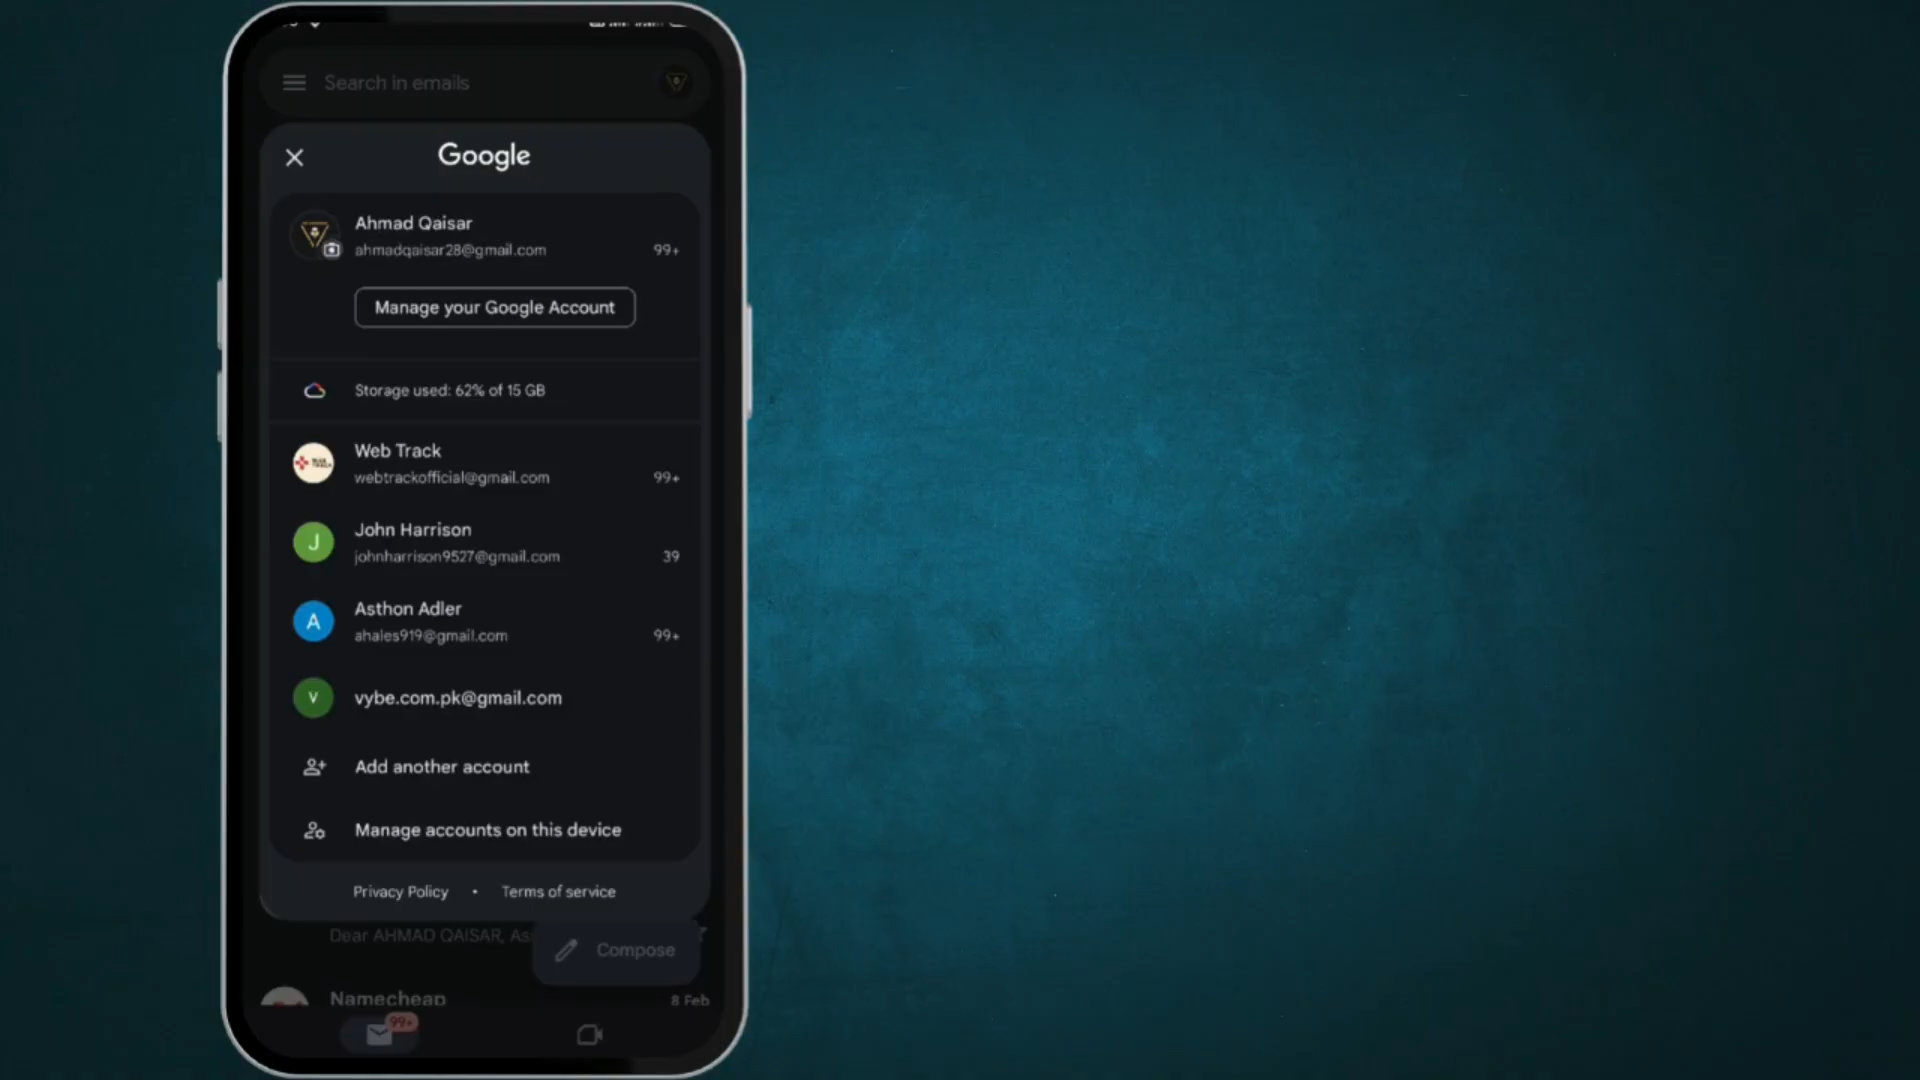 Search in emails
Google
Ahmad Qaisar
ahmadqaisar28@gmail.com 99+
Manage your Google Account
Storage used: 62% of 15 GB
Web Track
webtrackofficial@gmail.com 99+
J
John Harrison
johnharrison9527@gmail.com 39
A
Asthon Adler
ahales919@gmail.com 99+
V
vybe.com.pk@gmail.com
Add another account
Manage accounts on this device
Privacy Policy • Terms of service
Dear AHMAD QAISAR, As
Compose
Namecheap 8 Feb
99+